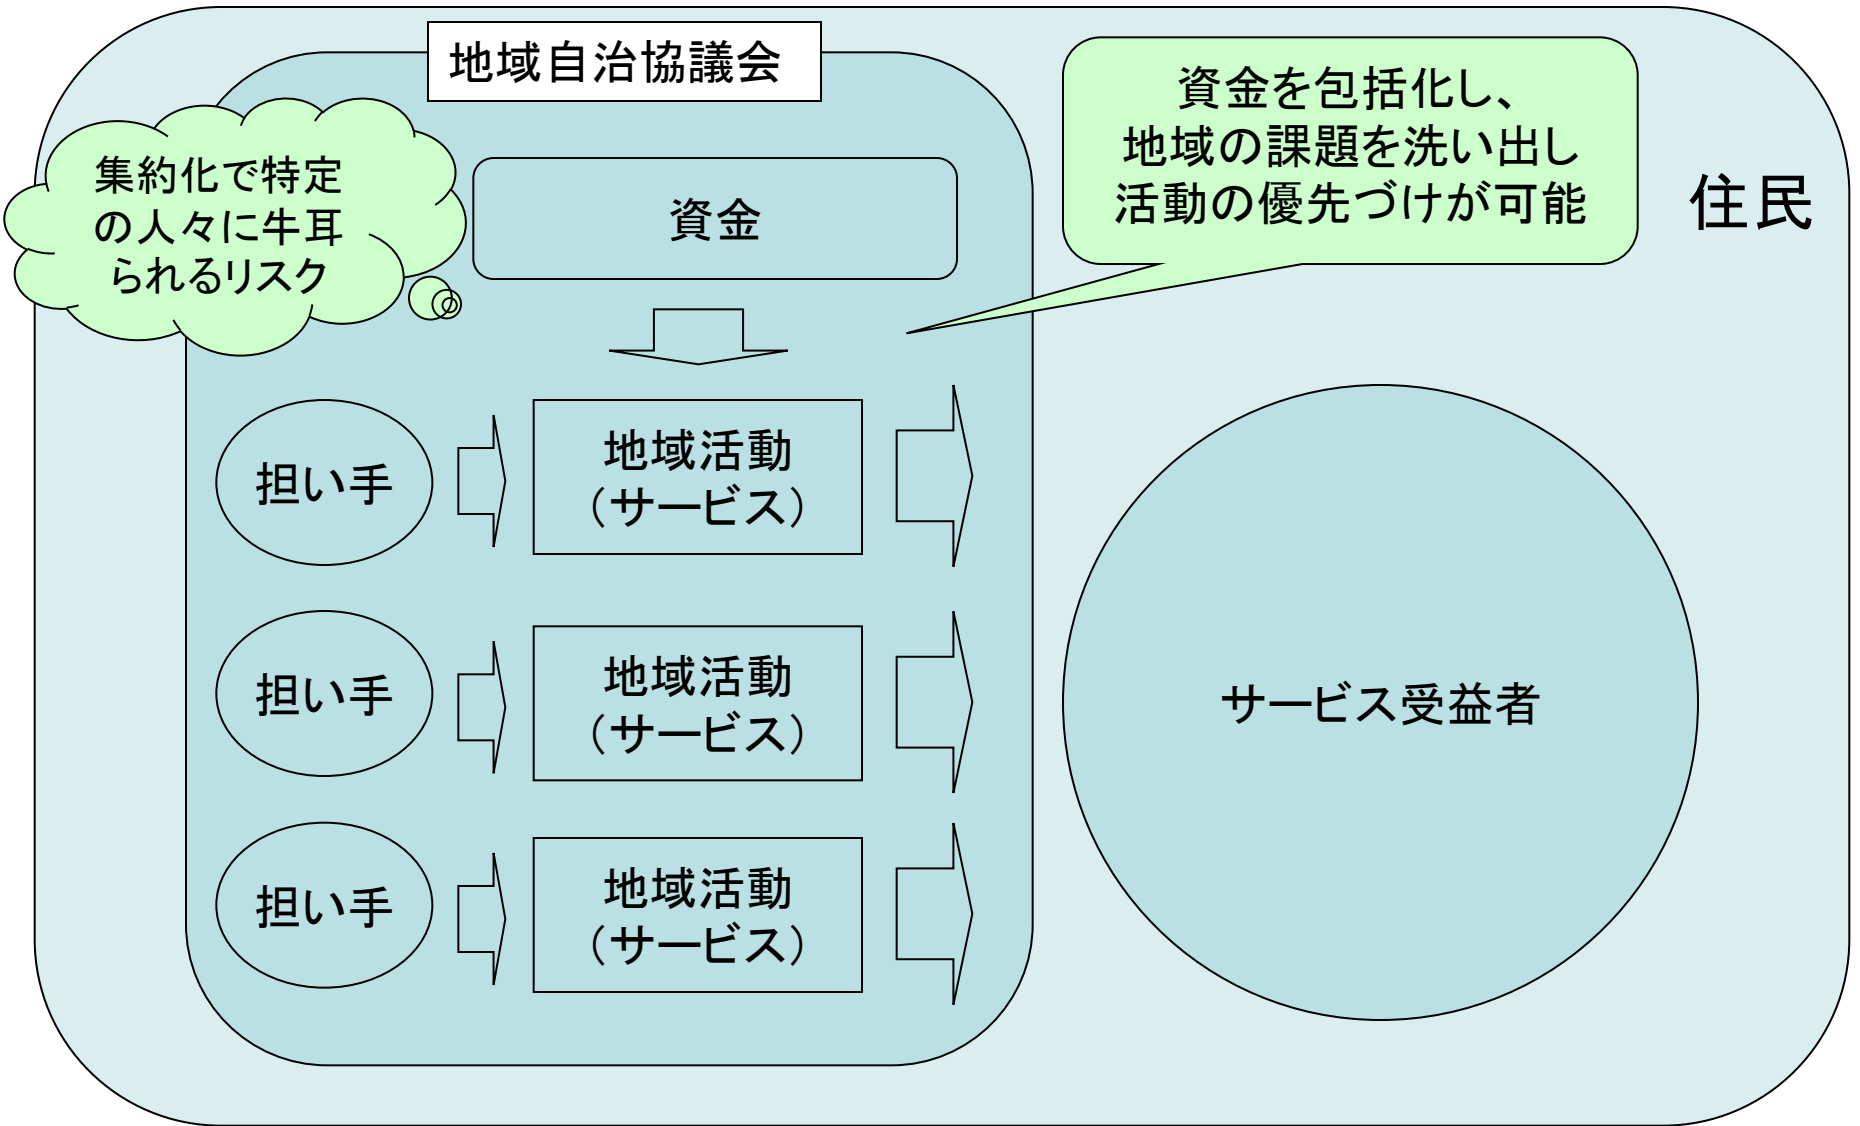 地域自治協議会
集約化で特定
の人々に牛耳
られるリスク
資金
資金を包括化し、
地域の課題を洗い出し
活動の優先づけが可能
住民
担い手
地域活動
（サービス）
担い手
地域活動
（サービス）
担い手
地域活動
（サービス）
サービス受益者